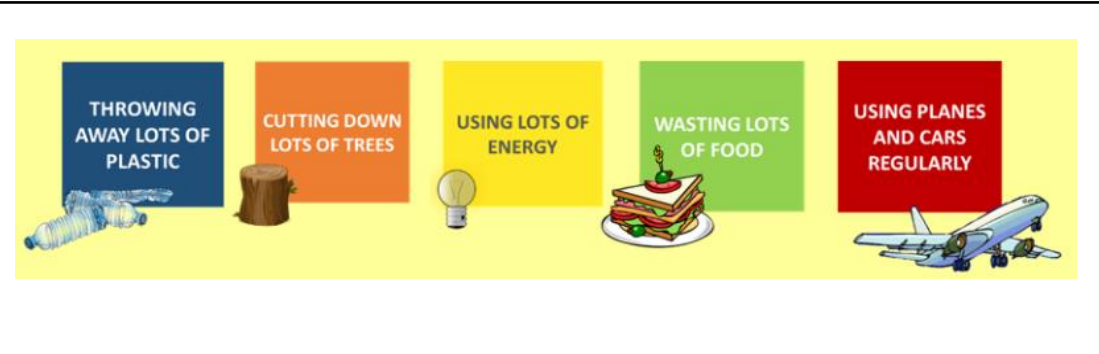 THROWING
AWAY LOTS OF
PLASTIC
CUTTING DOWN
LOTS OF TREES
USING LOTS OF
ENERGY
WASTING LOTS
OF FOOD
USING PLANES
AND CARS
REGULARLY